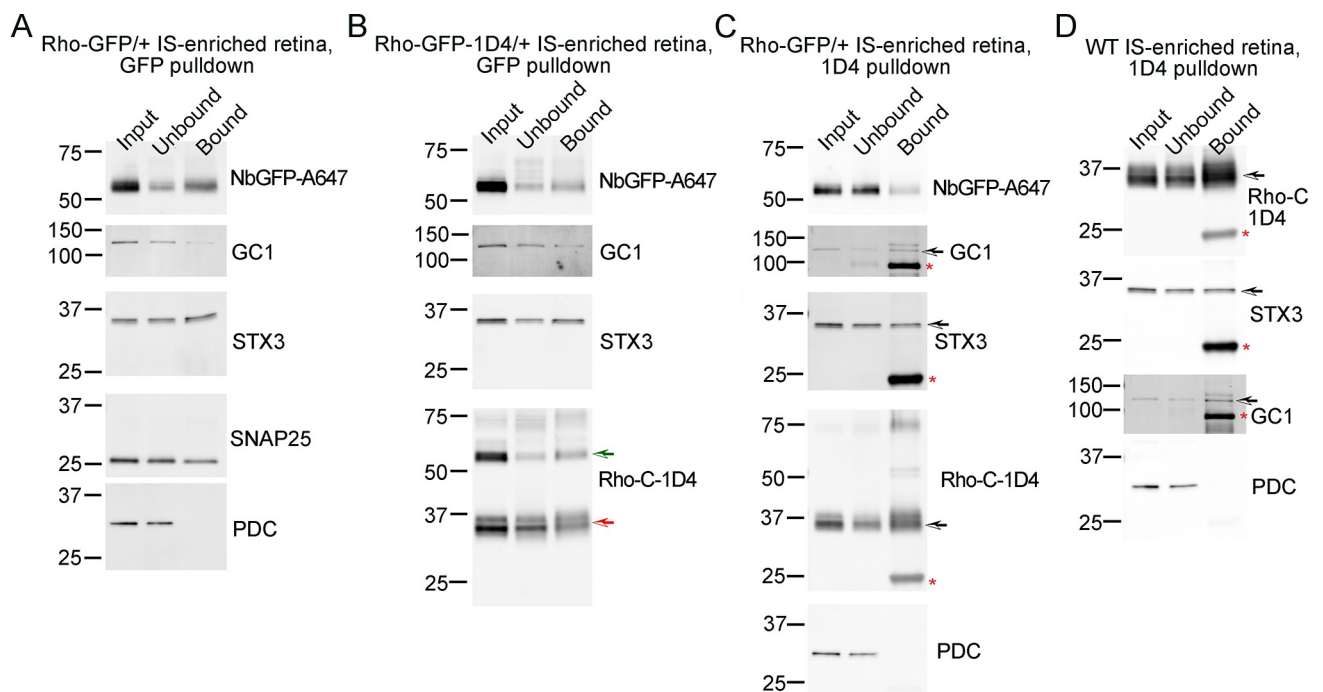 A
Rho-GFP/+ IS-enriched retina,
GFP pulldown
Input
Unbound
Bound
75
50
NbGFP-A647
150
100
GC1
37
25
STX3
37
25
SNAP25
37
25
PDC
B
Rho-GFP-1D4/+ IS-enriched retina,
GFP pulldown
Input
Unbound
Bound
75
50
NbGFP-A647
150
100
GC1
37
25
STX3
75
50
37
25
Rho-C-1D4
C
Rho-GFP/+ IS-enriched retina,
1D4 pulldown
Input
Unbound
Bound
75
50
NbGFP-A647
150
100
GC1
*
37
25
STX3
*
75
50
37
25
Rho-C-1D4
*
37
25
PDC
D
WT IS-enriched retina,
1D4 pulldown
Input
Unbound
Bound
37
25
Rho-C
1D4
*
37
25
STX3
*
150
100
*GC1
37
25
PDC